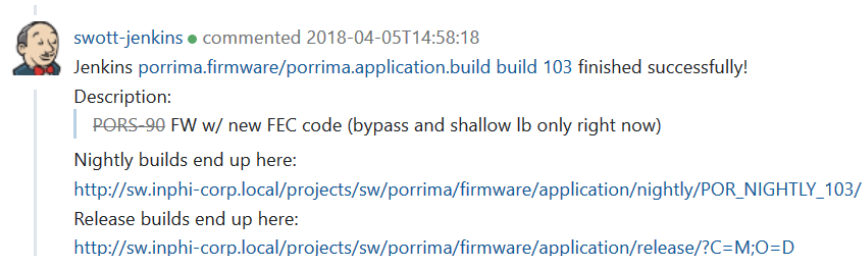 swott-jenkins ● commented 2018-04-05T14:58:18
Jenkins porrima.firmware/porrima.application.build build 103 finished successfully!
Description:
PORS-90 FW w/ new FEC code (bypass and shallow lb only right now)
Nightly builds end up here:
http://sw.inphi-corp.local/projects/sw/porrima/firmware/application/nightly/POR_NIGHTLY_103/
Release builds end up here:
http://sw.inphi-corp.local/projects/sw/porrima/firmware/application/release/?C=M;O=D